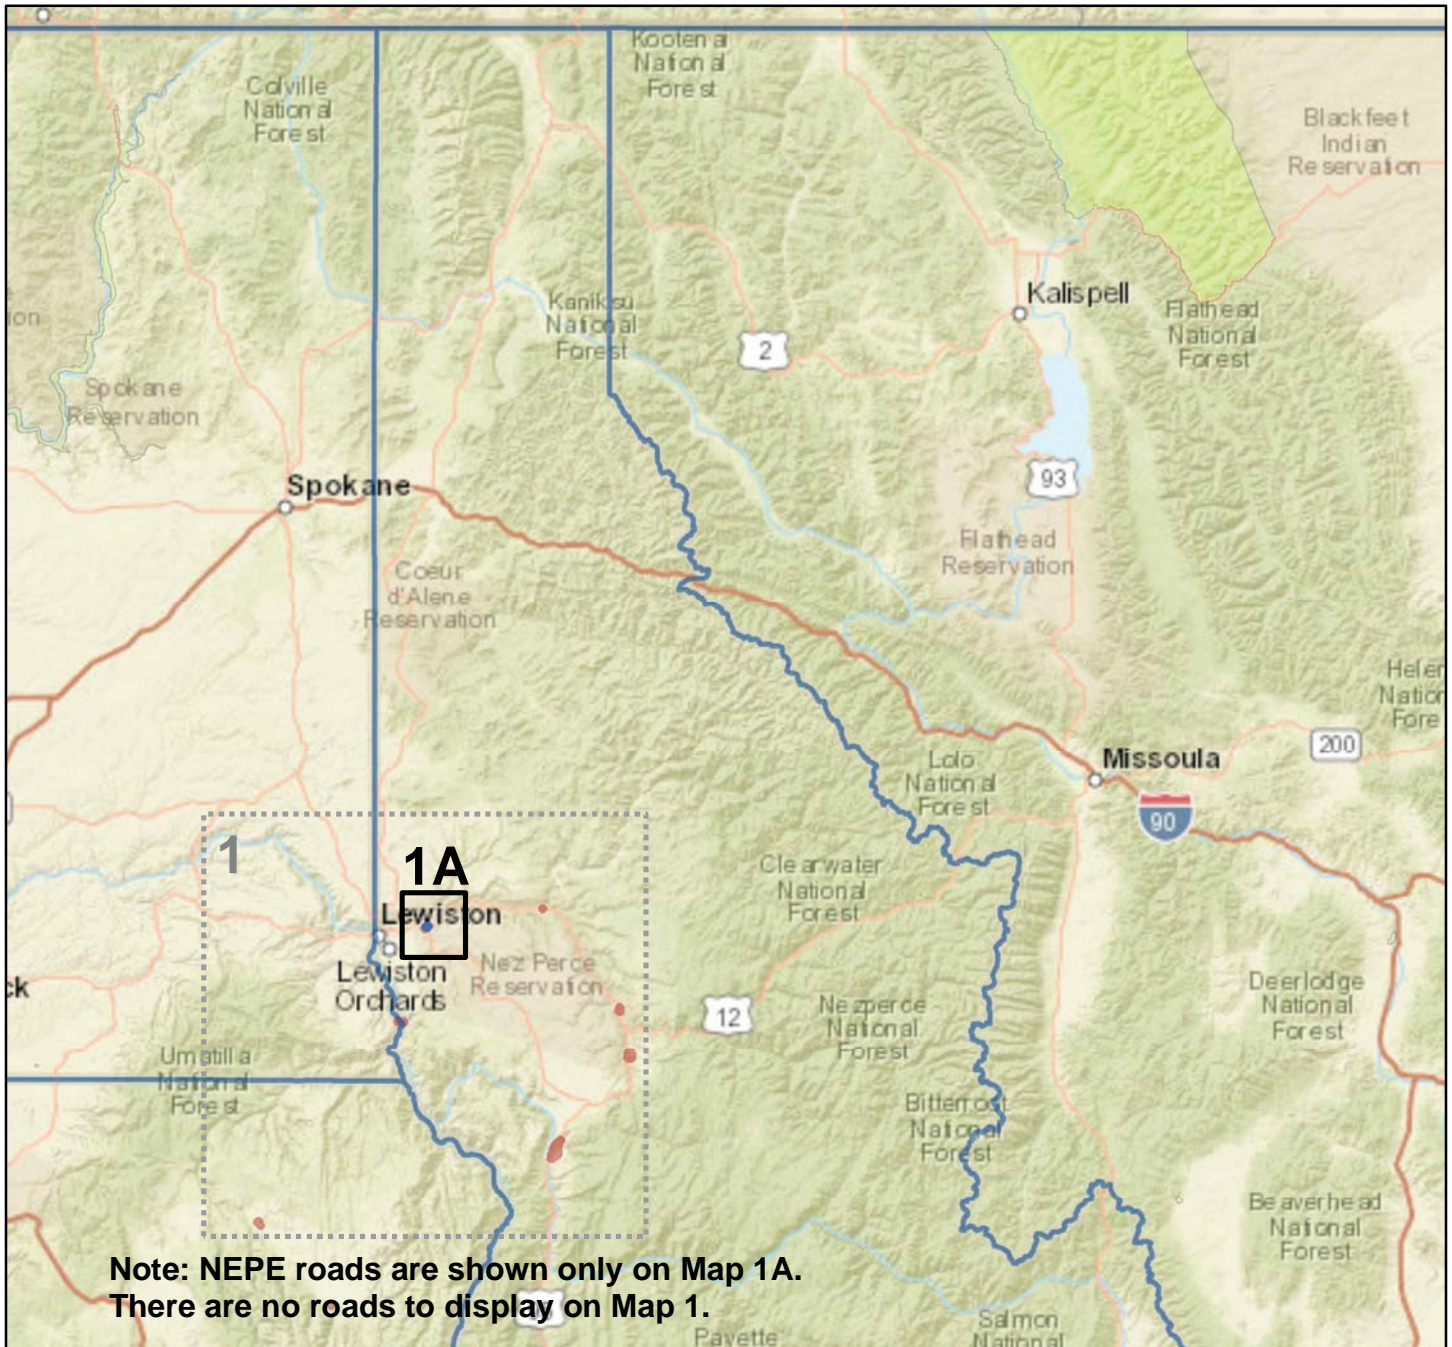 Kootenai
National
Forest
Colville
National
Forest
Blackfeet
Indian
Reservation
Kaniksu
National
Forest
Kalispell
Flathead
National
Forest
2
Spokane
Reservation
93
Spokane
Flathead
Reservation
Coeur
d'Alene
Reservation
Lolo
National
Forest
Missoula
200
90
1
1A
Clearwater
National
Forest
Lewiston
Nez Perce
Reservation
Lewiston
Orchards
12
Nezperce
National
Forest
Deerlodge
National
Forest
Umatilla
National
Forest
Bitterroot
National
Forest
Beaverhead
National
Forest
Note: NEPE roads are shown only on Map 1A.
There are no roads to display on Map 1.
Payette
Salmon
National